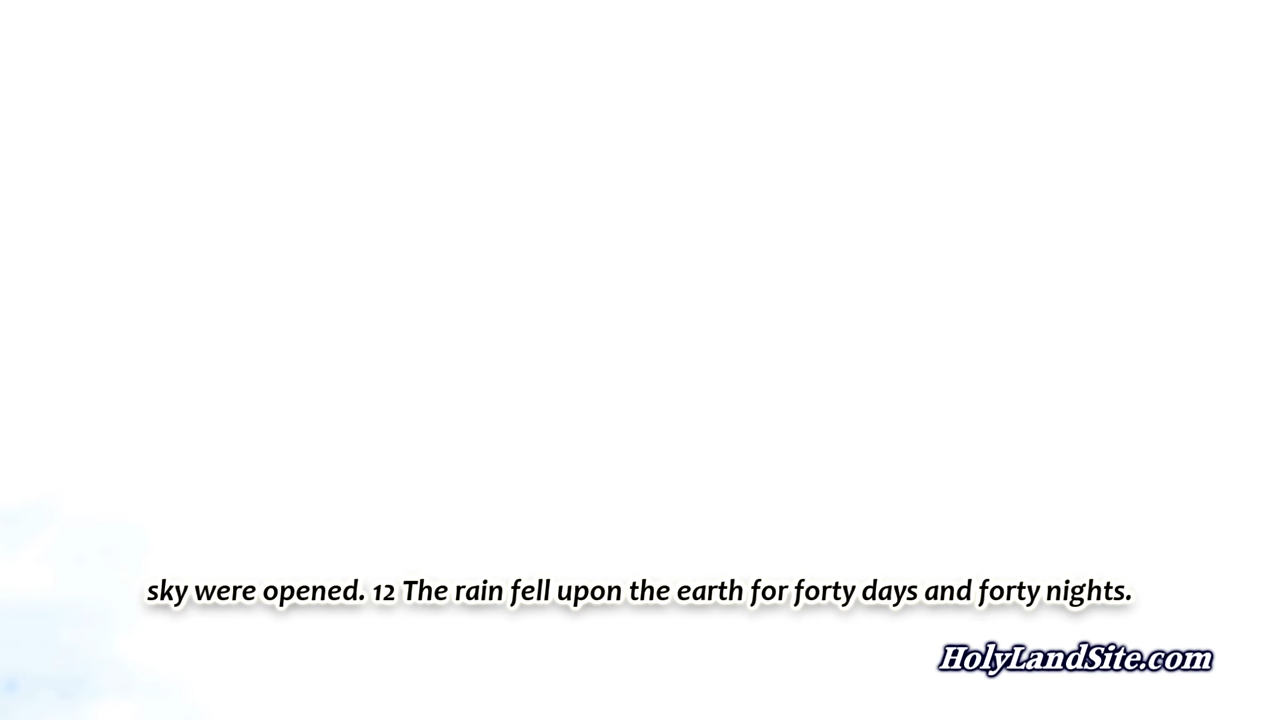 sky were opened. 12 The rain fell upon the earth for forty days and forty nights.
HolyLandSite.com